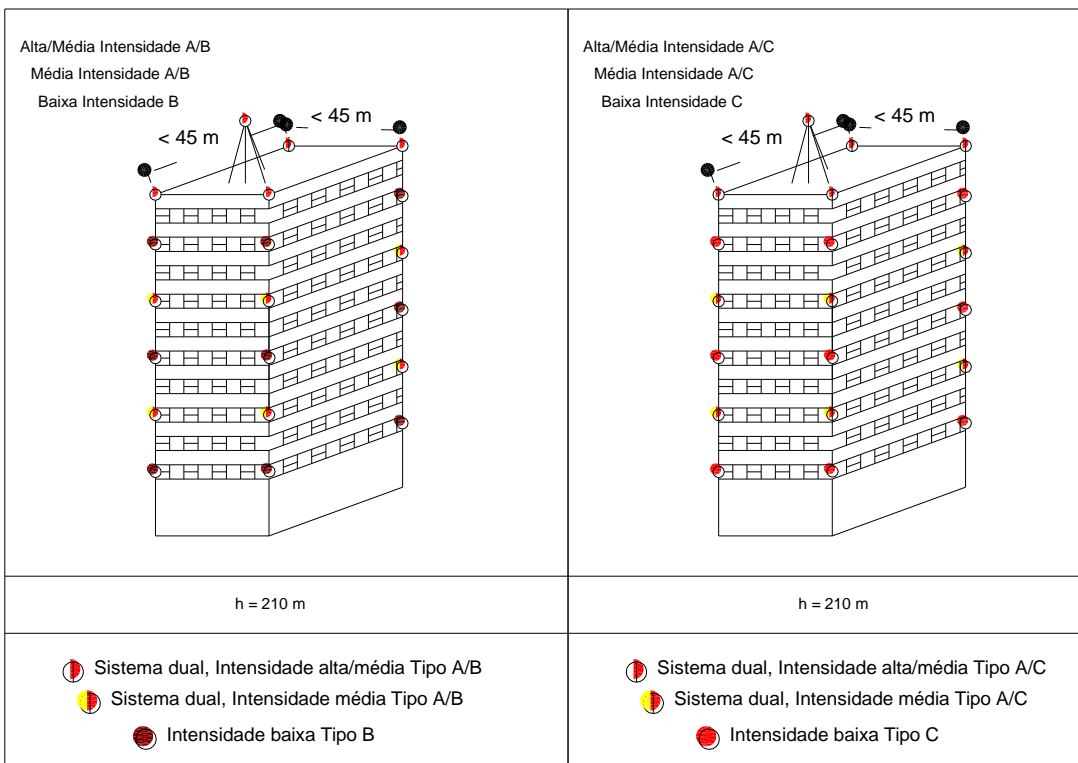 Alta/Média Intensidade A/B
Média Intensidade A/B
Baixa Intensidade B
< 45 m
< 45 m
h = 210 m
Sistema dual, Intensidade alta/média Tipo A/B
Sistema dual, Intensidade média Tipo A/B
Intensidade baixa Tipo B
Alta/Média Intensidade A/C
Média Intensidade A/C
Baixa Intensidade C
< 45 m
< 45 m
h = 210 m
Sistema dual, Intensidade alta/média Tipo A/C
Sistema dual, Intensidade média Tipo A/C
Intensidade baixa Tipo C